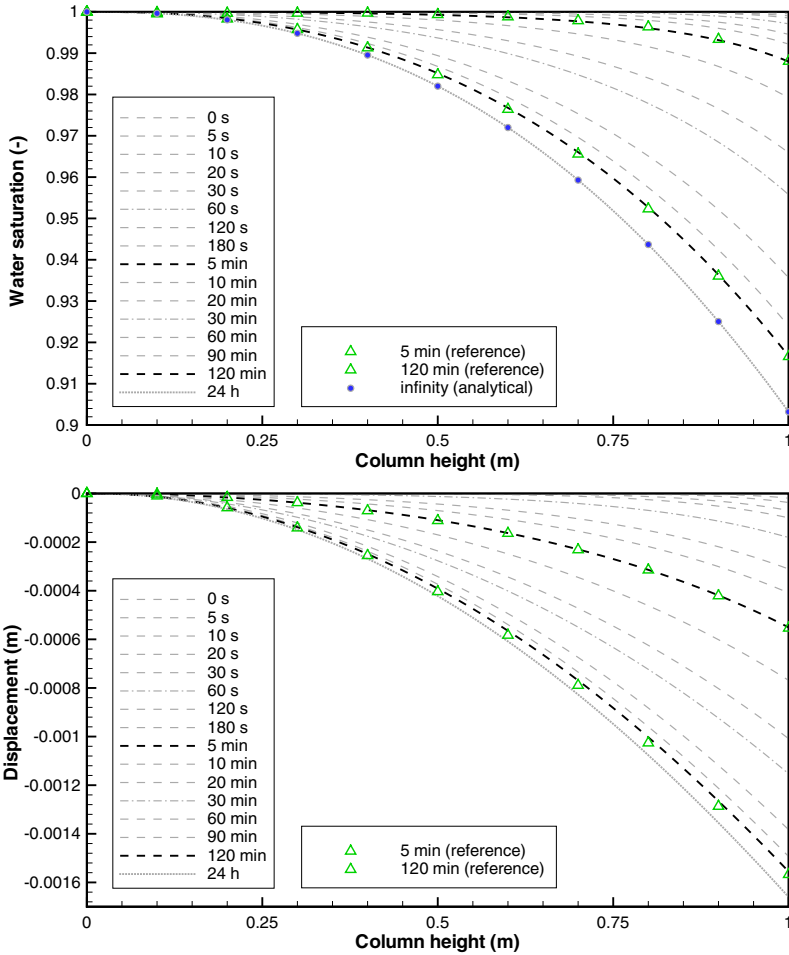 1
0.99
0.98
0.97
0.96
0.95
0.94
0.93
0.92
0.91
0.9
Water saturation (-)
0 s
5 s
10 s
20 s
30 s
60 s
120 s
180 s
5 min
10 min
20 min
30 min
60 min
90 min
120 min
24 h
5 min (reference)
120 min (reference)
infinity (analytical)
0 0.25 0.5 0.75 1
Column height (m)
0
-0.0002
-0.0004
-0.0006
-0.0008
-0.001
-0.0012
-0.0014
-0.0016
Displacement (m)
0 s
5 s
10 s
20 s
30 s
60 s
120 s
180 s
5 min
10 min
20 min
30 min
60 min
90 min
120 min
24 h
5 min (reference)
120 min (reference)
0 0.25 0.5 0.75 1
Column height (m)